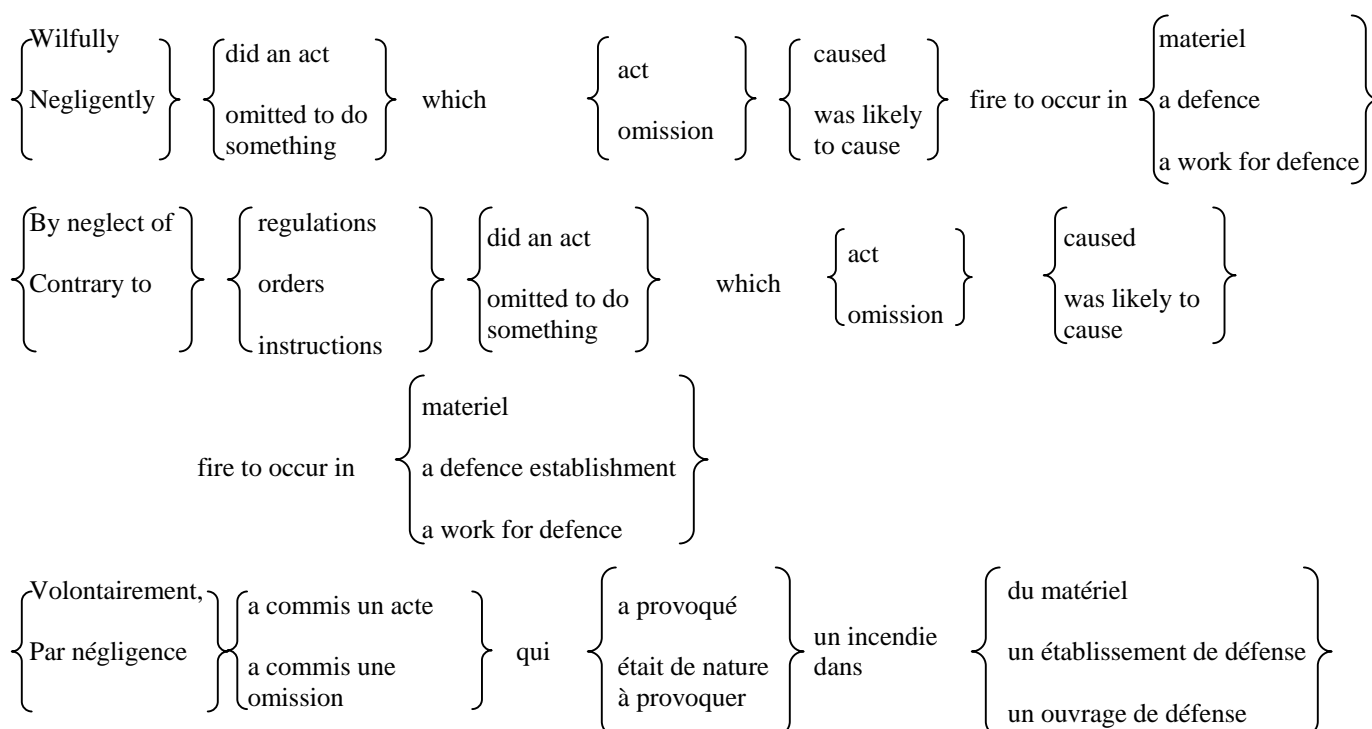 Wilfully
Negligently
did an act
omitted to do
something
which
act
omission
caused
was likely
to cause
fire to occur in
materiel
a defence
a work for defence
By neglect of
Contrary to
regulations
orders
instructions
did an act
omitted to do
something
which
act
omission
caused
was likely to
cause
fire to occur in
materiel
a defence establishment
a work for defence
Volontairement,
Par négligence
a commis un acte
a commis une
omission
qui
a provoqué
était de nature
à provoquer
un incendie
dans
du matériel
un établissement de défense
un ouvrage de défense